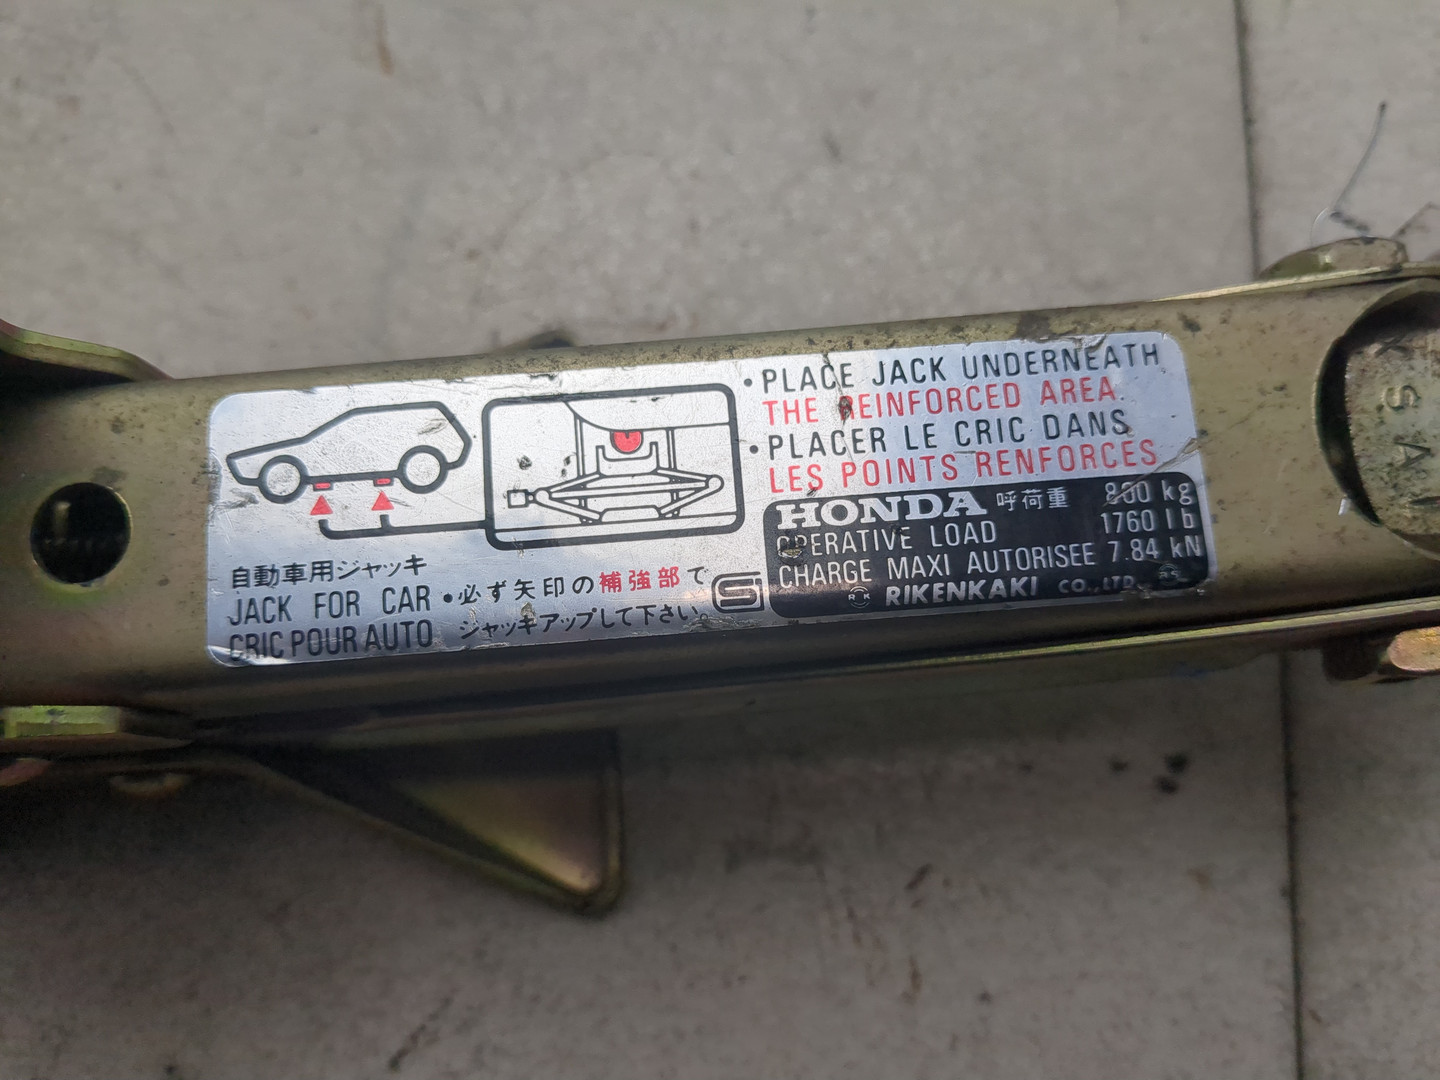 自動車用ジャッキ
JACK FOR CAR
CRIC POUR AUTO
・必ず矢印の補強部で
ジャッキアップして下さい。
・PLACE JACK UNDERNEATH
THE REINFORCED AREA.
・PLACER LE CRIC DANS
LES POINTS RENFORCES
HONDA 呼荷重 800 kg
OPERATIVE LOAD 1760 lb
CHARGE MAXI AUTORISEE 7.84 kN
RK RIKENKAKI CO.,LTD.
S A